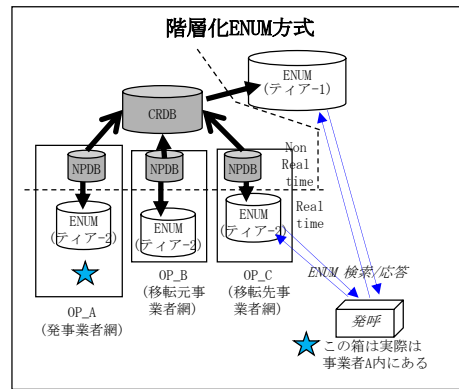 階層化ENUM方式
ENUM
(ティア-1)
CRDB
NPDB
NPDB
NPDB
Non
Real
time
Real
time
ENUM
(ティア-2)
ENUM
(ティア-2)
ENUM
(ティア-2)
OP_A
(発事業者網)
OP_B
(移転元事
業者網)
OP_C
(移転先事
業者網)
ENUM 検索/応答
発呼
この箱は実際は
事業者A内にある